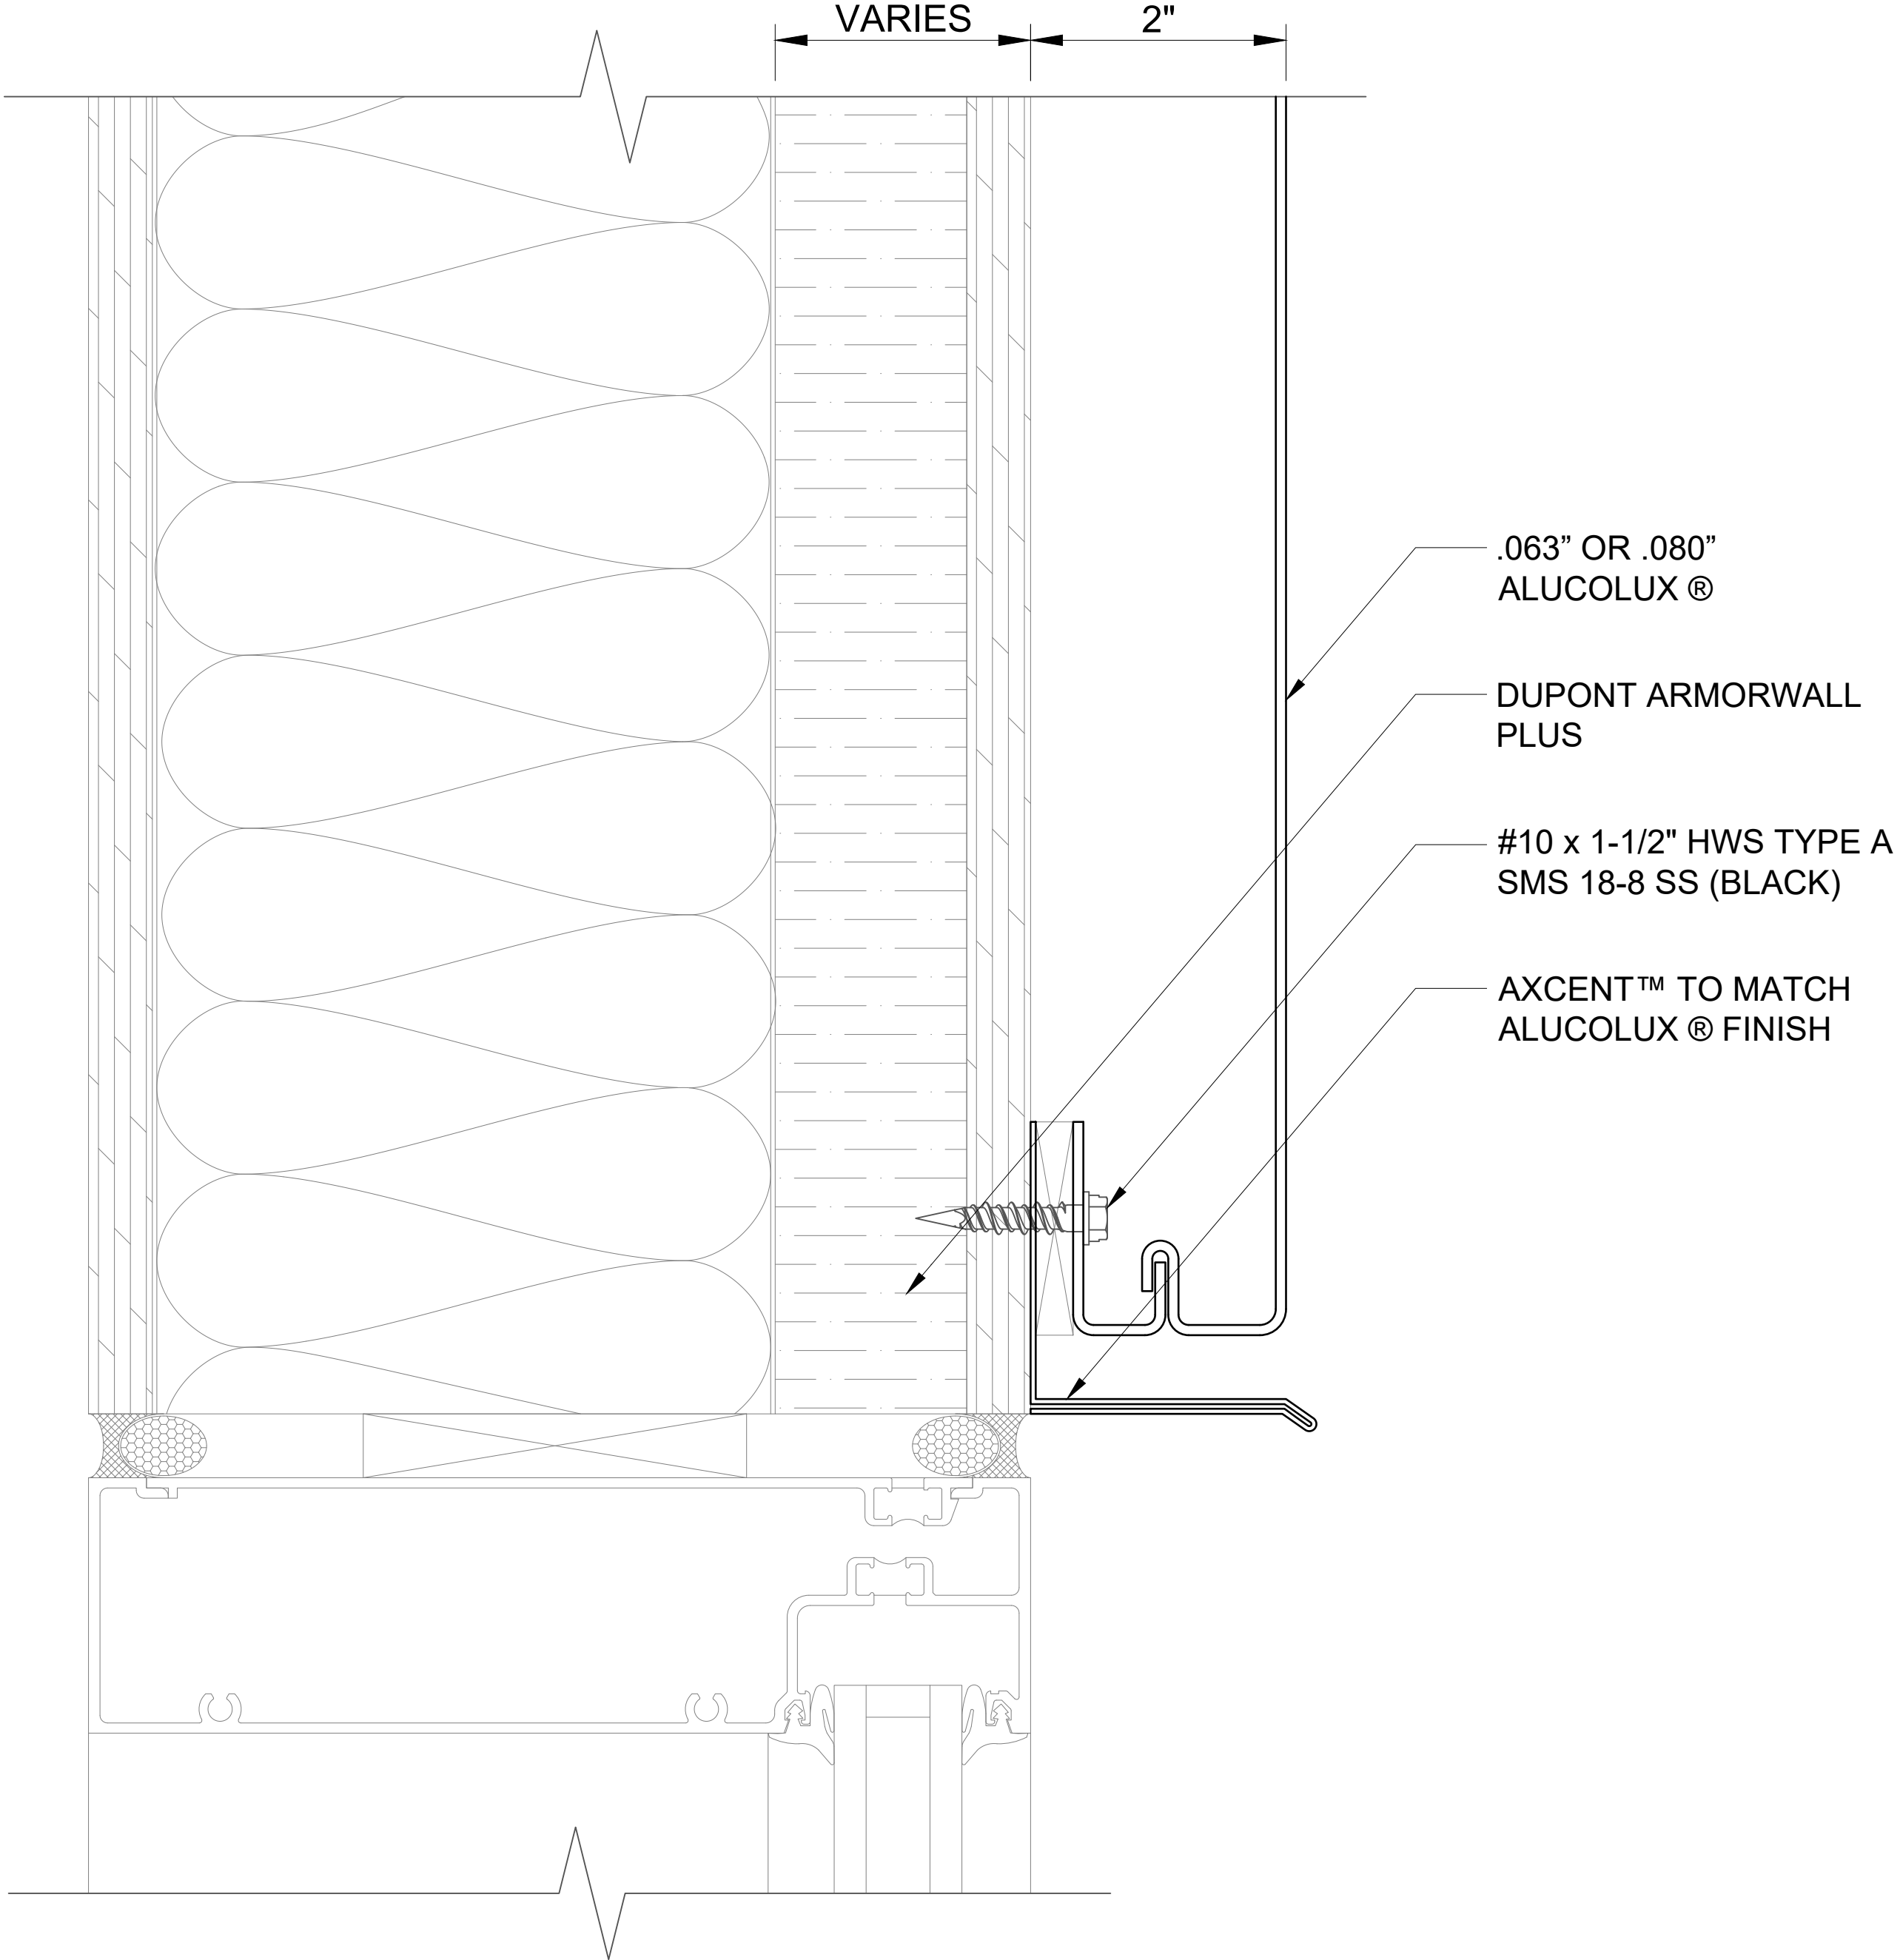 VARIES
2"
.063” OR .080”
ALUCOLUX ®
DUPONT ARMORWALL
PLUS
#10 x 1-1/2" HWS TYPE A
SMS 18-8 SS (BLACK)
AXCENT™ TO MATCH
ALUCOLUX ® FINISH